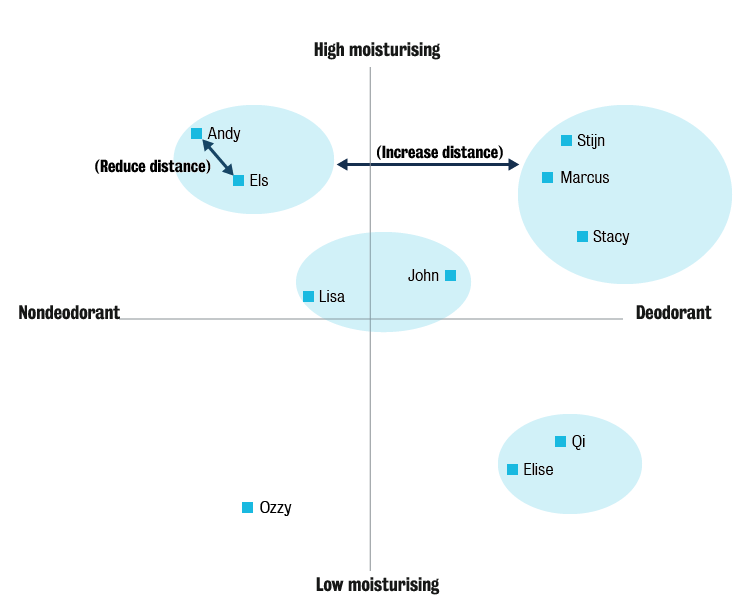 High moisturising
Andy
Stijn
(Increase distance)
(Reduce distance)
Els
Marcus
Stacy
John
Lisa
Nondeodorant
Deodorant
Qi
Elise
Ozzy
Low moisturising